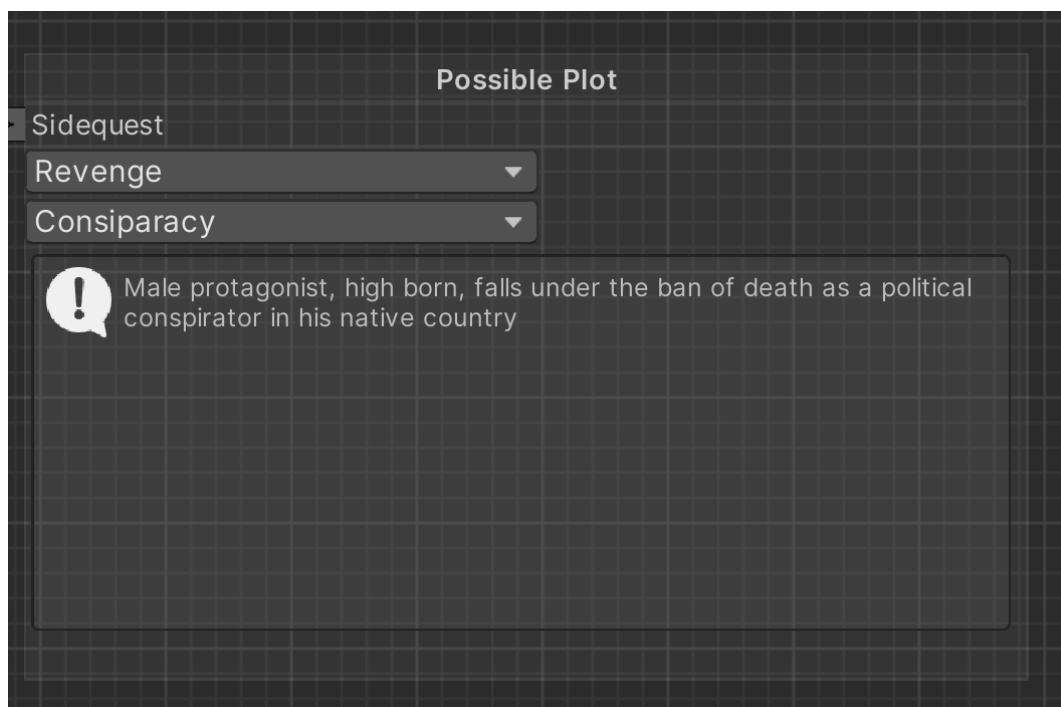 Possible Plot
Sidequest
Revenge
Consiparacy
Male protagonist, high born, falls under the ban of death as a political
conspirator in his native country